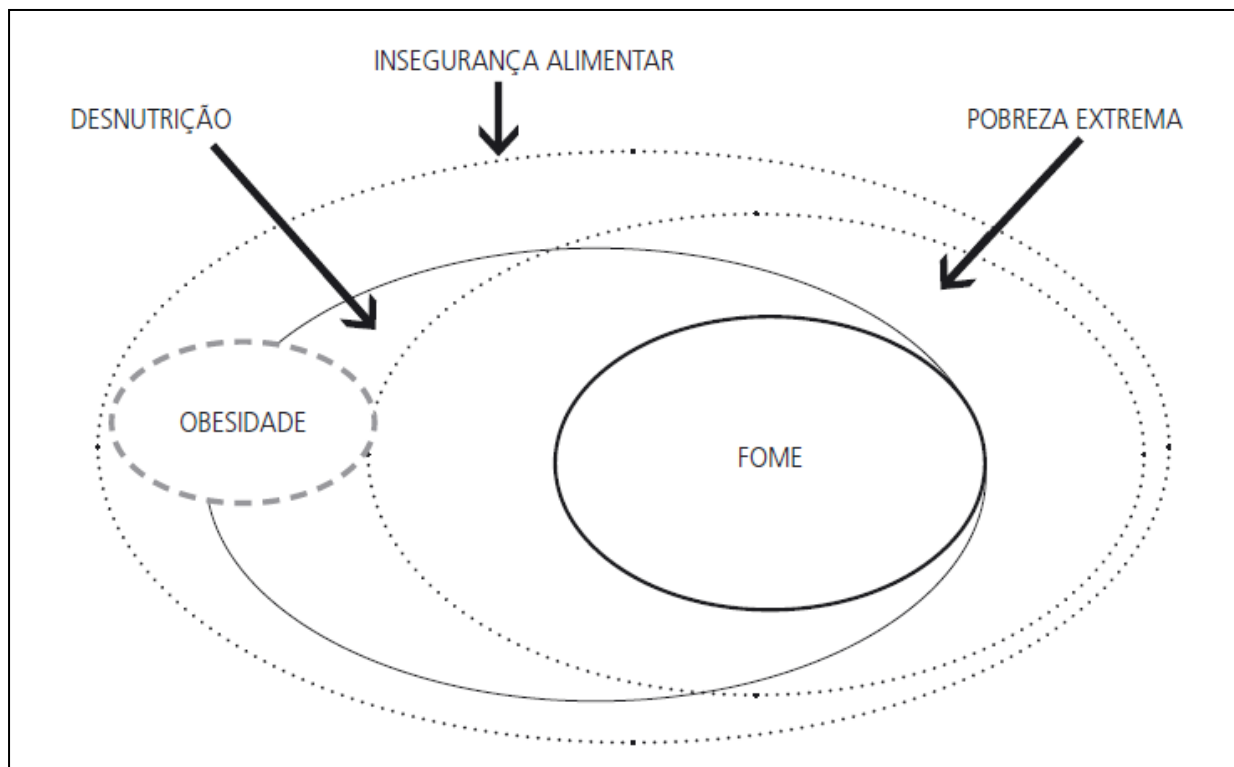 INSEGURANÇA ALIMENTAR
DESNUTRIÇÃO
POBREZA EXTREMA
OBESIDADE
FOME